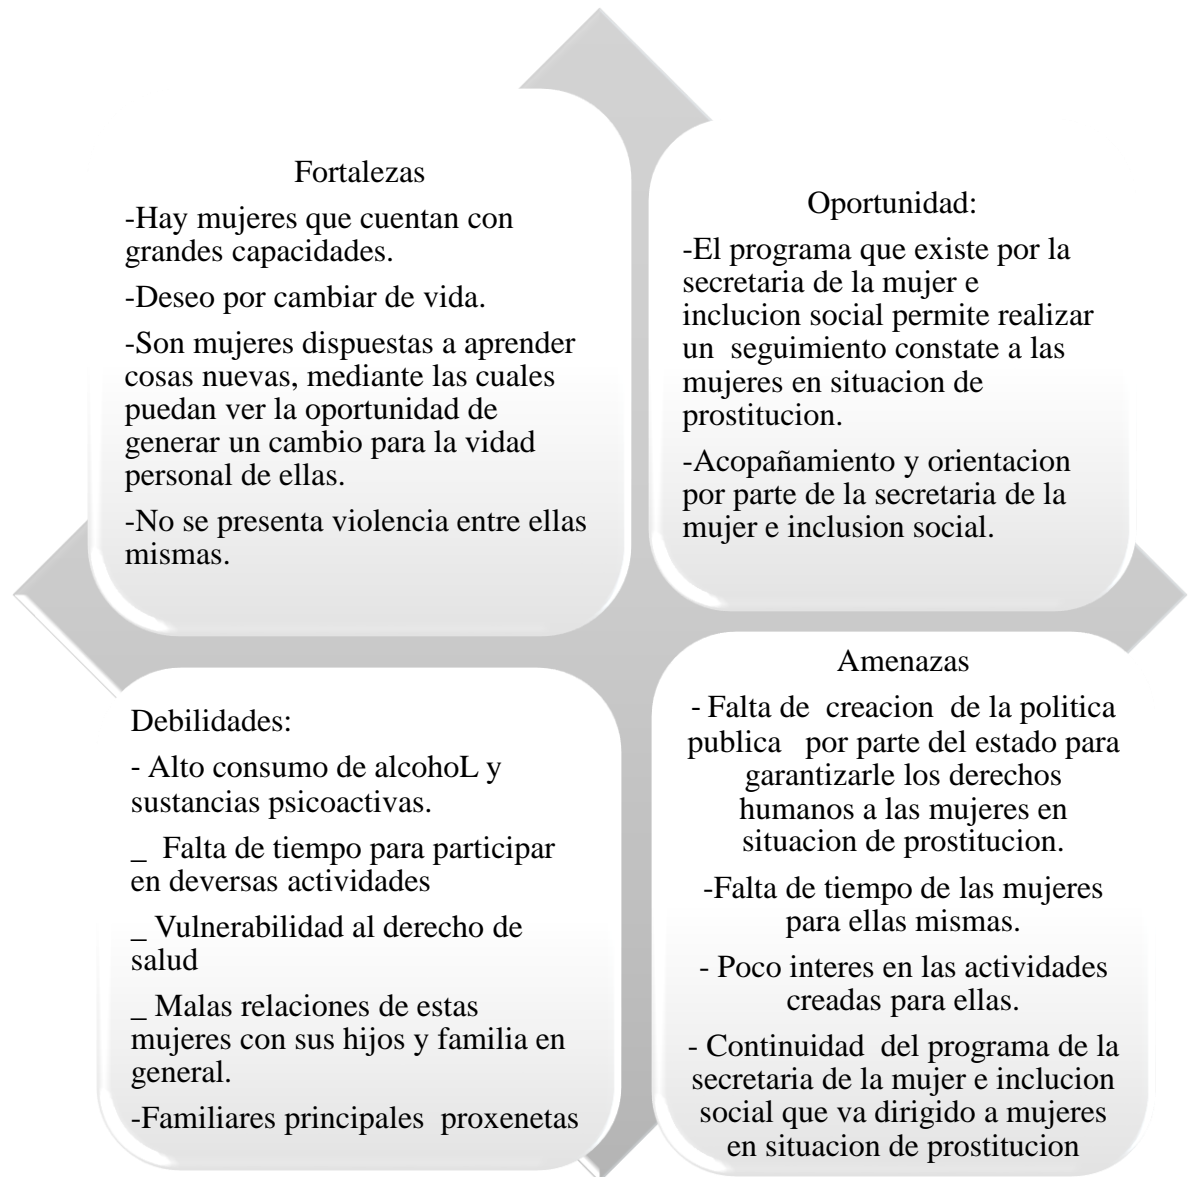 Fortalezas
-Hay mujeres que cuentan con
grandes capacidades.
-Deseo por cambiar de vida.
-Son mujeres dispuestas a aprender
cosas nuevas, mediante las cuales
puedan ver la oportunidad de
generar un cambio para la vidad
personal de ellas.
-No se presenta violencia entre ellas
mismas.
Oportunidad:
-El programa que existe por la
secretaria de la mujer e
inclucion social permite realizar
un  seguimiento constate a las
mujeres en situacion de
prostitucion.
-Acopañamiento y orientacion
por parte de la secretaria de la
mujer e inclusion social.
Debilidades:
- Alto consumo de alcohoL y
sustancias psicoactivas.
_  Falta de tiempo para participar
en deversas actividades
_ Vulnerabilidad al derecho de
salud
_ Malas relaciones de estas
mujeres con sus hijos y familia en
general.
-Familiares principales  proxenetas
Amenazas
- Falta de  creacion  de la politica
publica   por parte del estado para
garantizarle los derechos
humanos a las mujeres en
situacion de prostitucion.
-Falta de tiempo de las mujeres
para ellas mismas.
- Poco interes en las actividades
creadas para ellas.
- Continuidad  del programa de la
secretaria de la mujer e inclucion
social que va dirigido a mujeres
en situacion de prostitucion